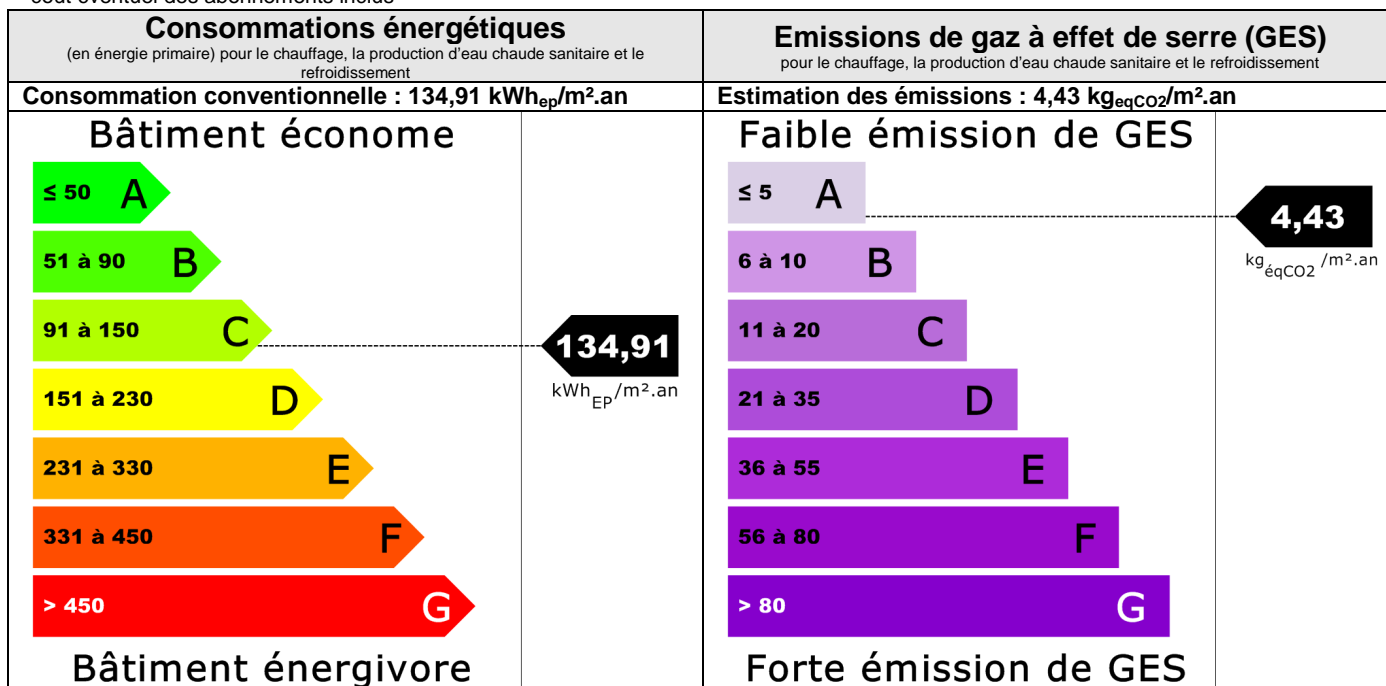 coût éventuel des abonnements inclus
Consommations énergétiques
(en énergie primaire) pour le chauffage, la production d'eau chaude sanitaire et le
refroidissement
Consommation conventionnelle : 134,91 kWhep/m².an
Bâtiment économe
≤ 50 A
51 à 90 B
91 à 150 C
134,91
kWhEP/m².an
151 à 230 D
231 à 330 E
331 à 450 F
> 450 G
Bâtiment énergivore
Emissions de gaz à effet de serre (GES)
pour le chauffage, la production d'eau chaude sanitaire et le refroidissement
Estimation des émissions : 4,43 kgeqCO2/m².an
Faible émission de GES
≤ 5 A
4,43
kgéqCO2 /m².an
6 à 10 B
11 à 20 C
21 à 35 D
36 à 55 E
56 à 80 F
> 80 G
Forte émission de GES